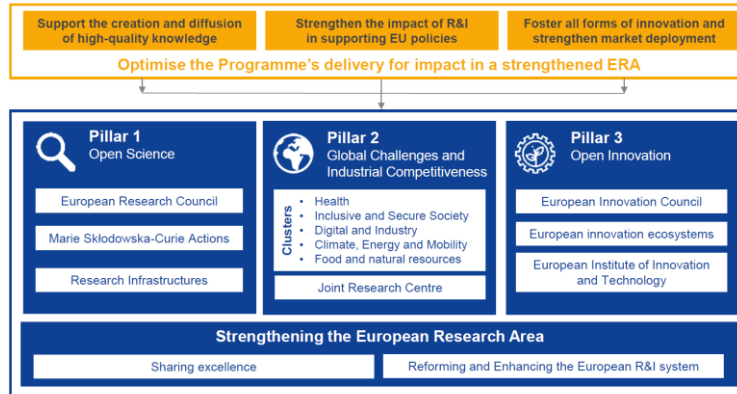 Support the creation and diffusion
of high-quality knowledge
Strengthen the impact of R&I
in supporting EU policies
Foster all forms of innovation and
strengthen market deployment
Optimise the Programme's delivery for impact in a strengthened ERA
Pillar 1
Open Science
European Research Council
Marie Skłodowska-Curie Actions
Research Infrastructures
Pillar 2
Global Challenges and
Industrial Competitiveness
Clusters
• Health
• Inclusive and Secure Society
• Digital and Industry
• Climate, Energy and Mobility
• Food and natural resources
Joint Research Centre
Pillar 3
Open Innovation
European Innovation Council
European innovation ecosystems
European Institute of Innovation
and Technology
Strengthening the European Research Area
Sharing excellence
Reforming and Enhancing the European R&I system